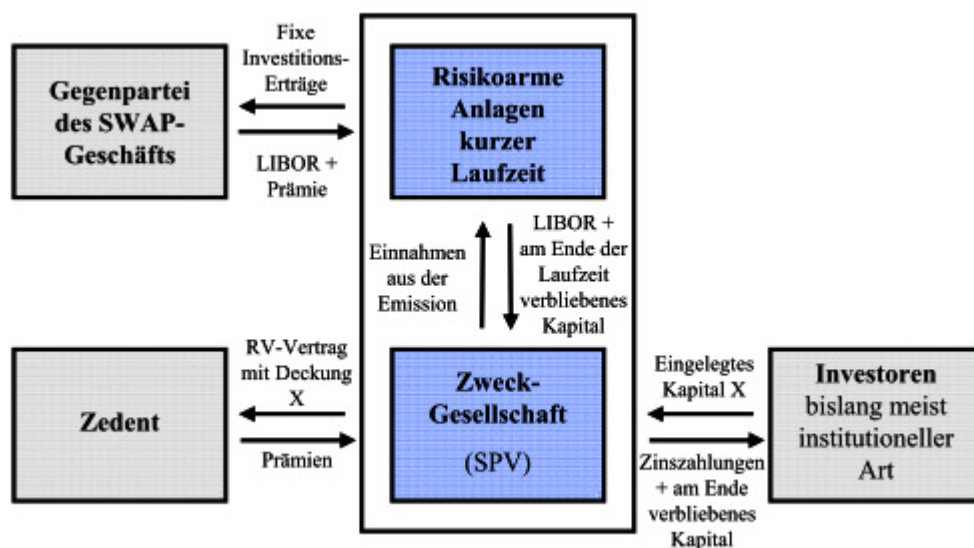 Gegenpartei
des SWAP-
Geschäfts
Fixe
Investitions-
Erträge
LIBOR +
Prämie
Risikoarme
Anlagen
kurzer
Laufzeit
Einnahmen
aus der
Emission
LIBOR +
am Ende der
Laufzeit
verbliebenes
Kapital
Zedent
RV-Vertrag
mit Deckung
X
Prämien
Zweck-
Gesellschaft
(SPV)
Eingelegtes
Kapital X
Zinszahlungen
+ am Ende
verbliebenes
Kapital
Investoren
bislang meist
institutioneller
Art